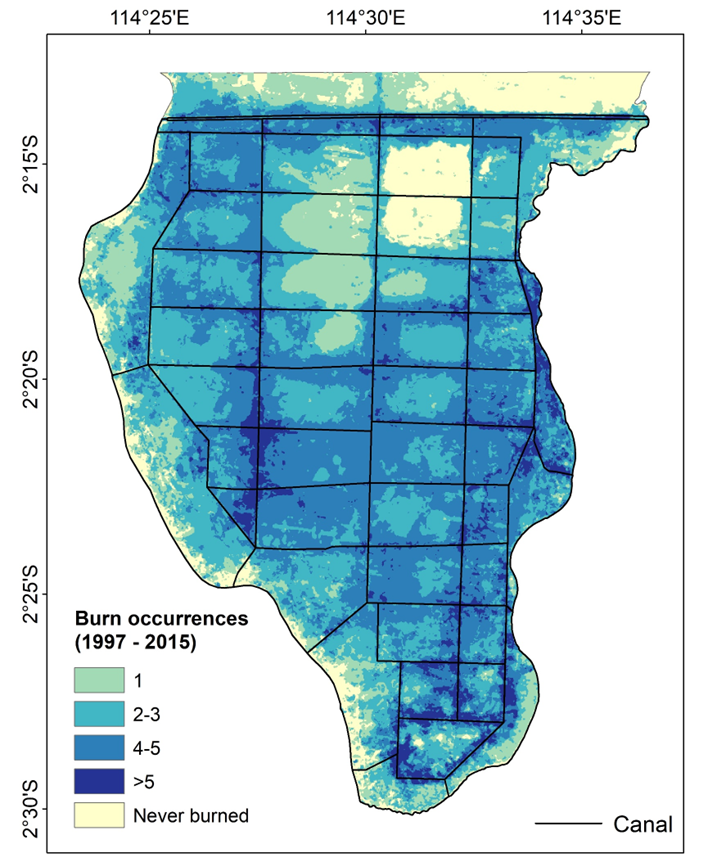 114°25'E 114°30'E 114°35'E
2°15'S
2°20'S
2°25'S
2°30'S
Burn occurrences
(1997 - 2015)
1
2-3
4-5
>5
Never burned
Canal